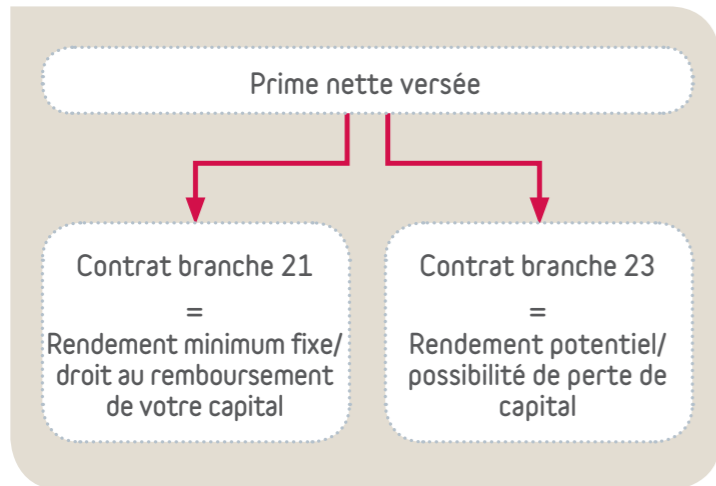 Prime nette versée
Contrat branche 21
=
Rendement minimum fixe/
droit au remboursement
de votre capital
Contrat branche 23
=
Rendement potentiel/
possibilité de perte de
capital